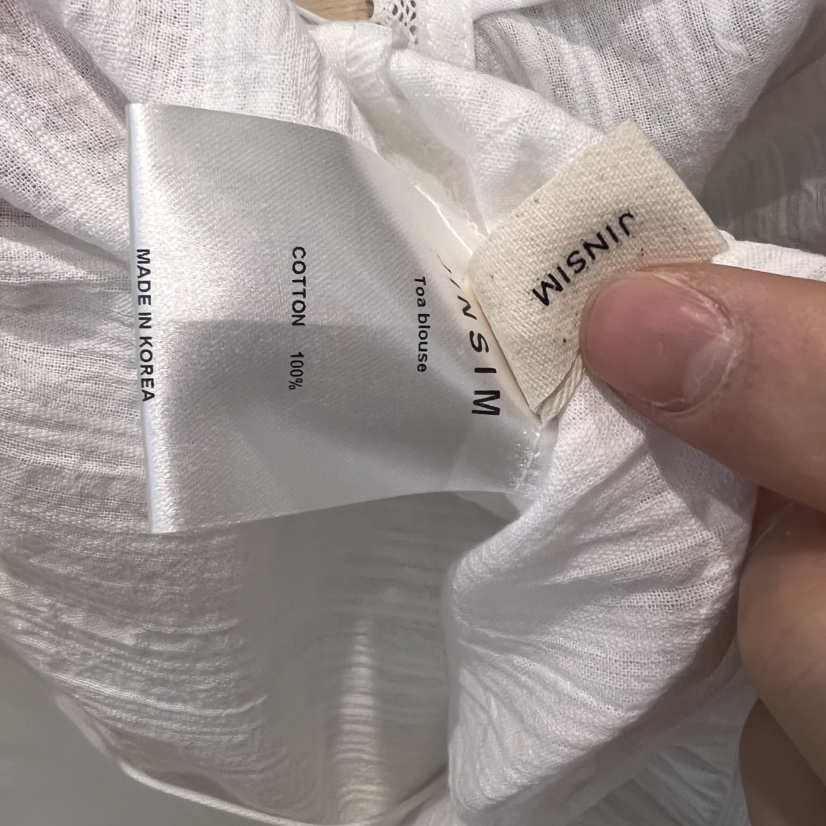 JINSIM
JINSIM
Toa blouse
COTTON 100%
MADE IN KOREA